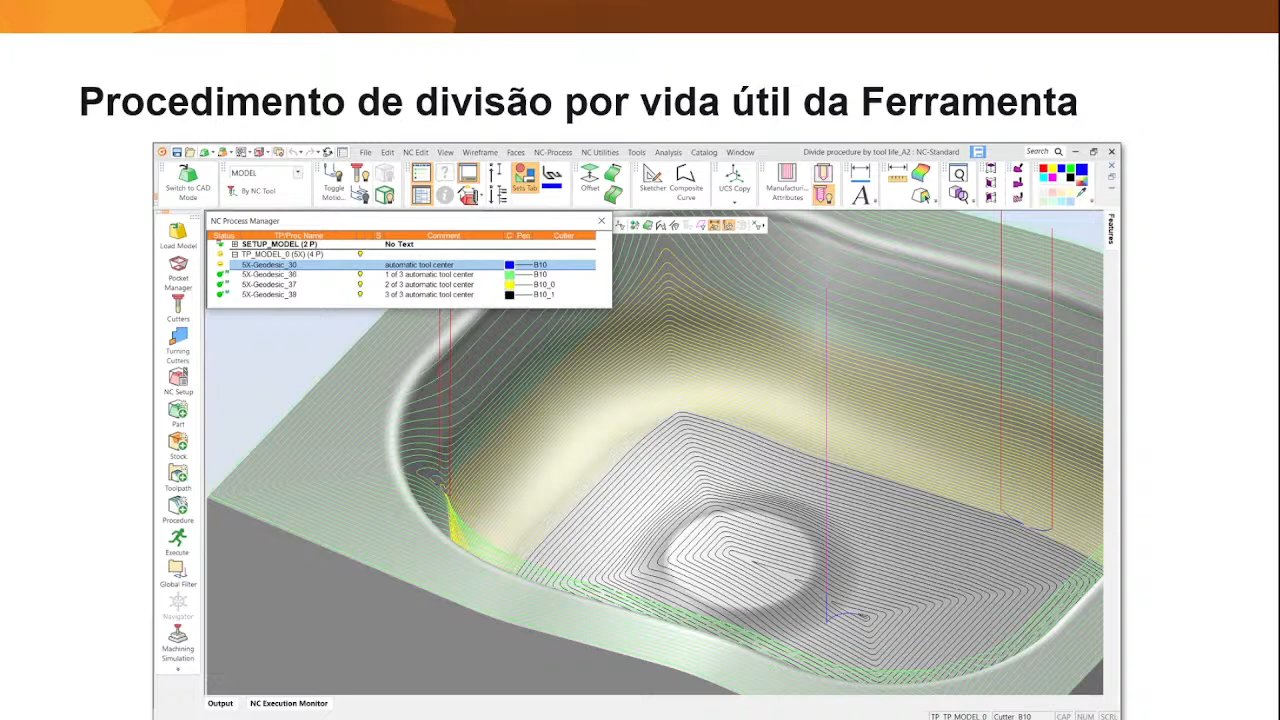 Procedimento de divisão por vida útil da Ferramenta
File Edit NC Edit View Wireframe Faces NC-Process NC Utilities Tools Analysis Catalog Window Divide procedure by tool life_A2 : NC-Standard Search
Switch to CAD Mode
MODEL
By NC Tool
Toggle Motio...
Sets Tab
Offset
Sketcher
Composite Curve
UCS Copy
Manufacturi... Attributes
NC Process Manager
Status TP/Proc Name S Comment C Pen Cutter
SETUP_MODEL (2 P) No Text
TP_MODEL_0 (5X) (4 P)
5X-Geodesic_30 automatic tool center B10
5X-Geodesic_36 1 of 3 automatic tool center B10
5X-Geodesic_37 2 of 3 automatic tool center B10_0
5X-Geodesic_38 3 of 3 automatic tool center B10_1
Features
Load Model
Pocket Manager
Cutters
Turning Cutters
NC Setup
Part
Stock
Toolpath
Procedure
Execute
Global Filter
Navigator
Machining Simulation
Output NC Execution Monitor
TP TP_MODEL_0 Cutter B10 CAP NUM SCRL